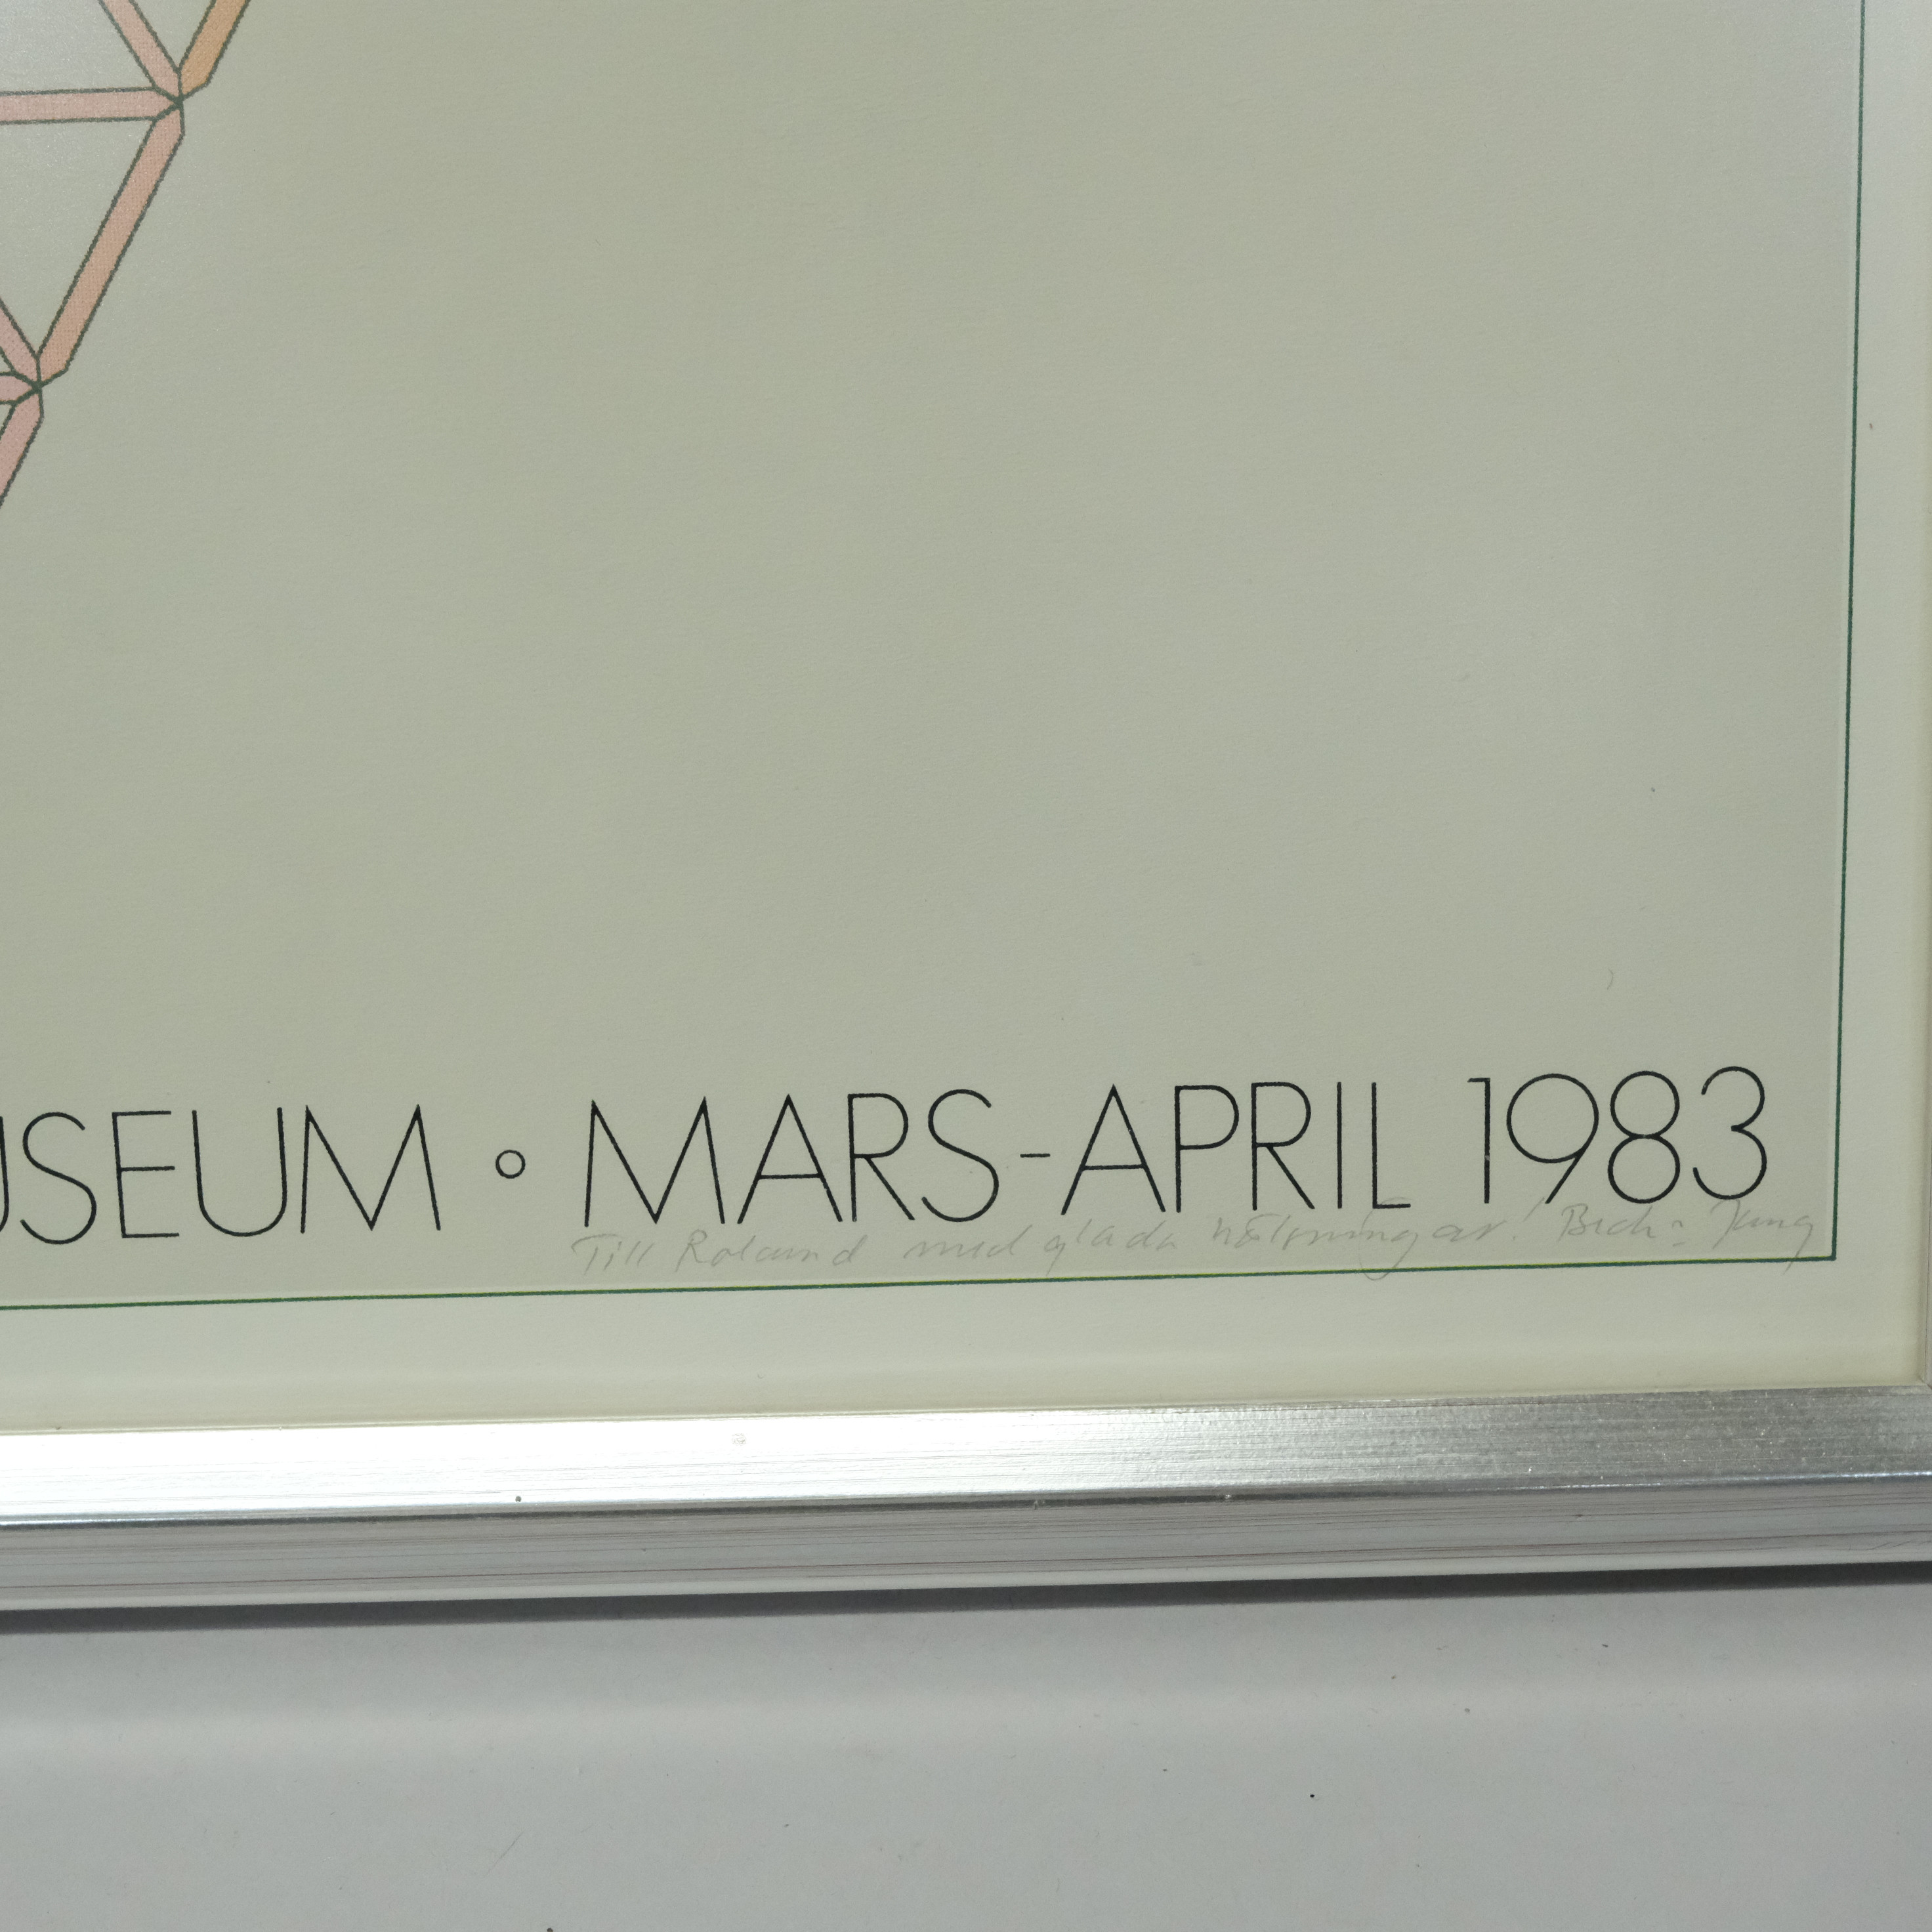 USEUM ∘ MARS-APRIL 1983
Till Roland med glada hälsningar!